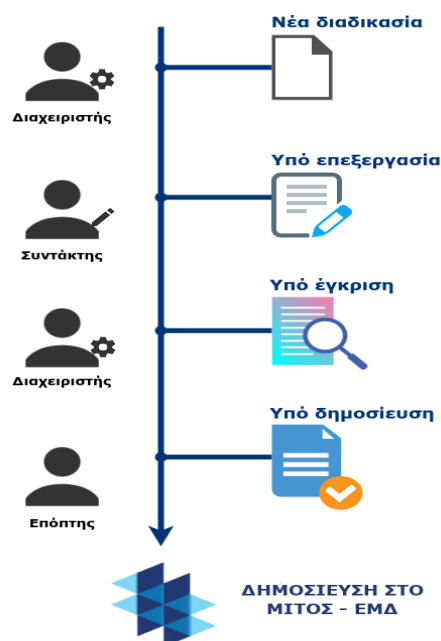 Νέα διαδικασία
Διαχειριστής
Υπό επεξεργασία
Συντάκτης
Υπό έγκριση
Διαχειριστής
Υπό δημοσίευση
Επόπτης
ΔΗΜΟΣΙΕΥΣΗ ΣΤΟ
ΜΙΤΟΣ – ΕΜΔ